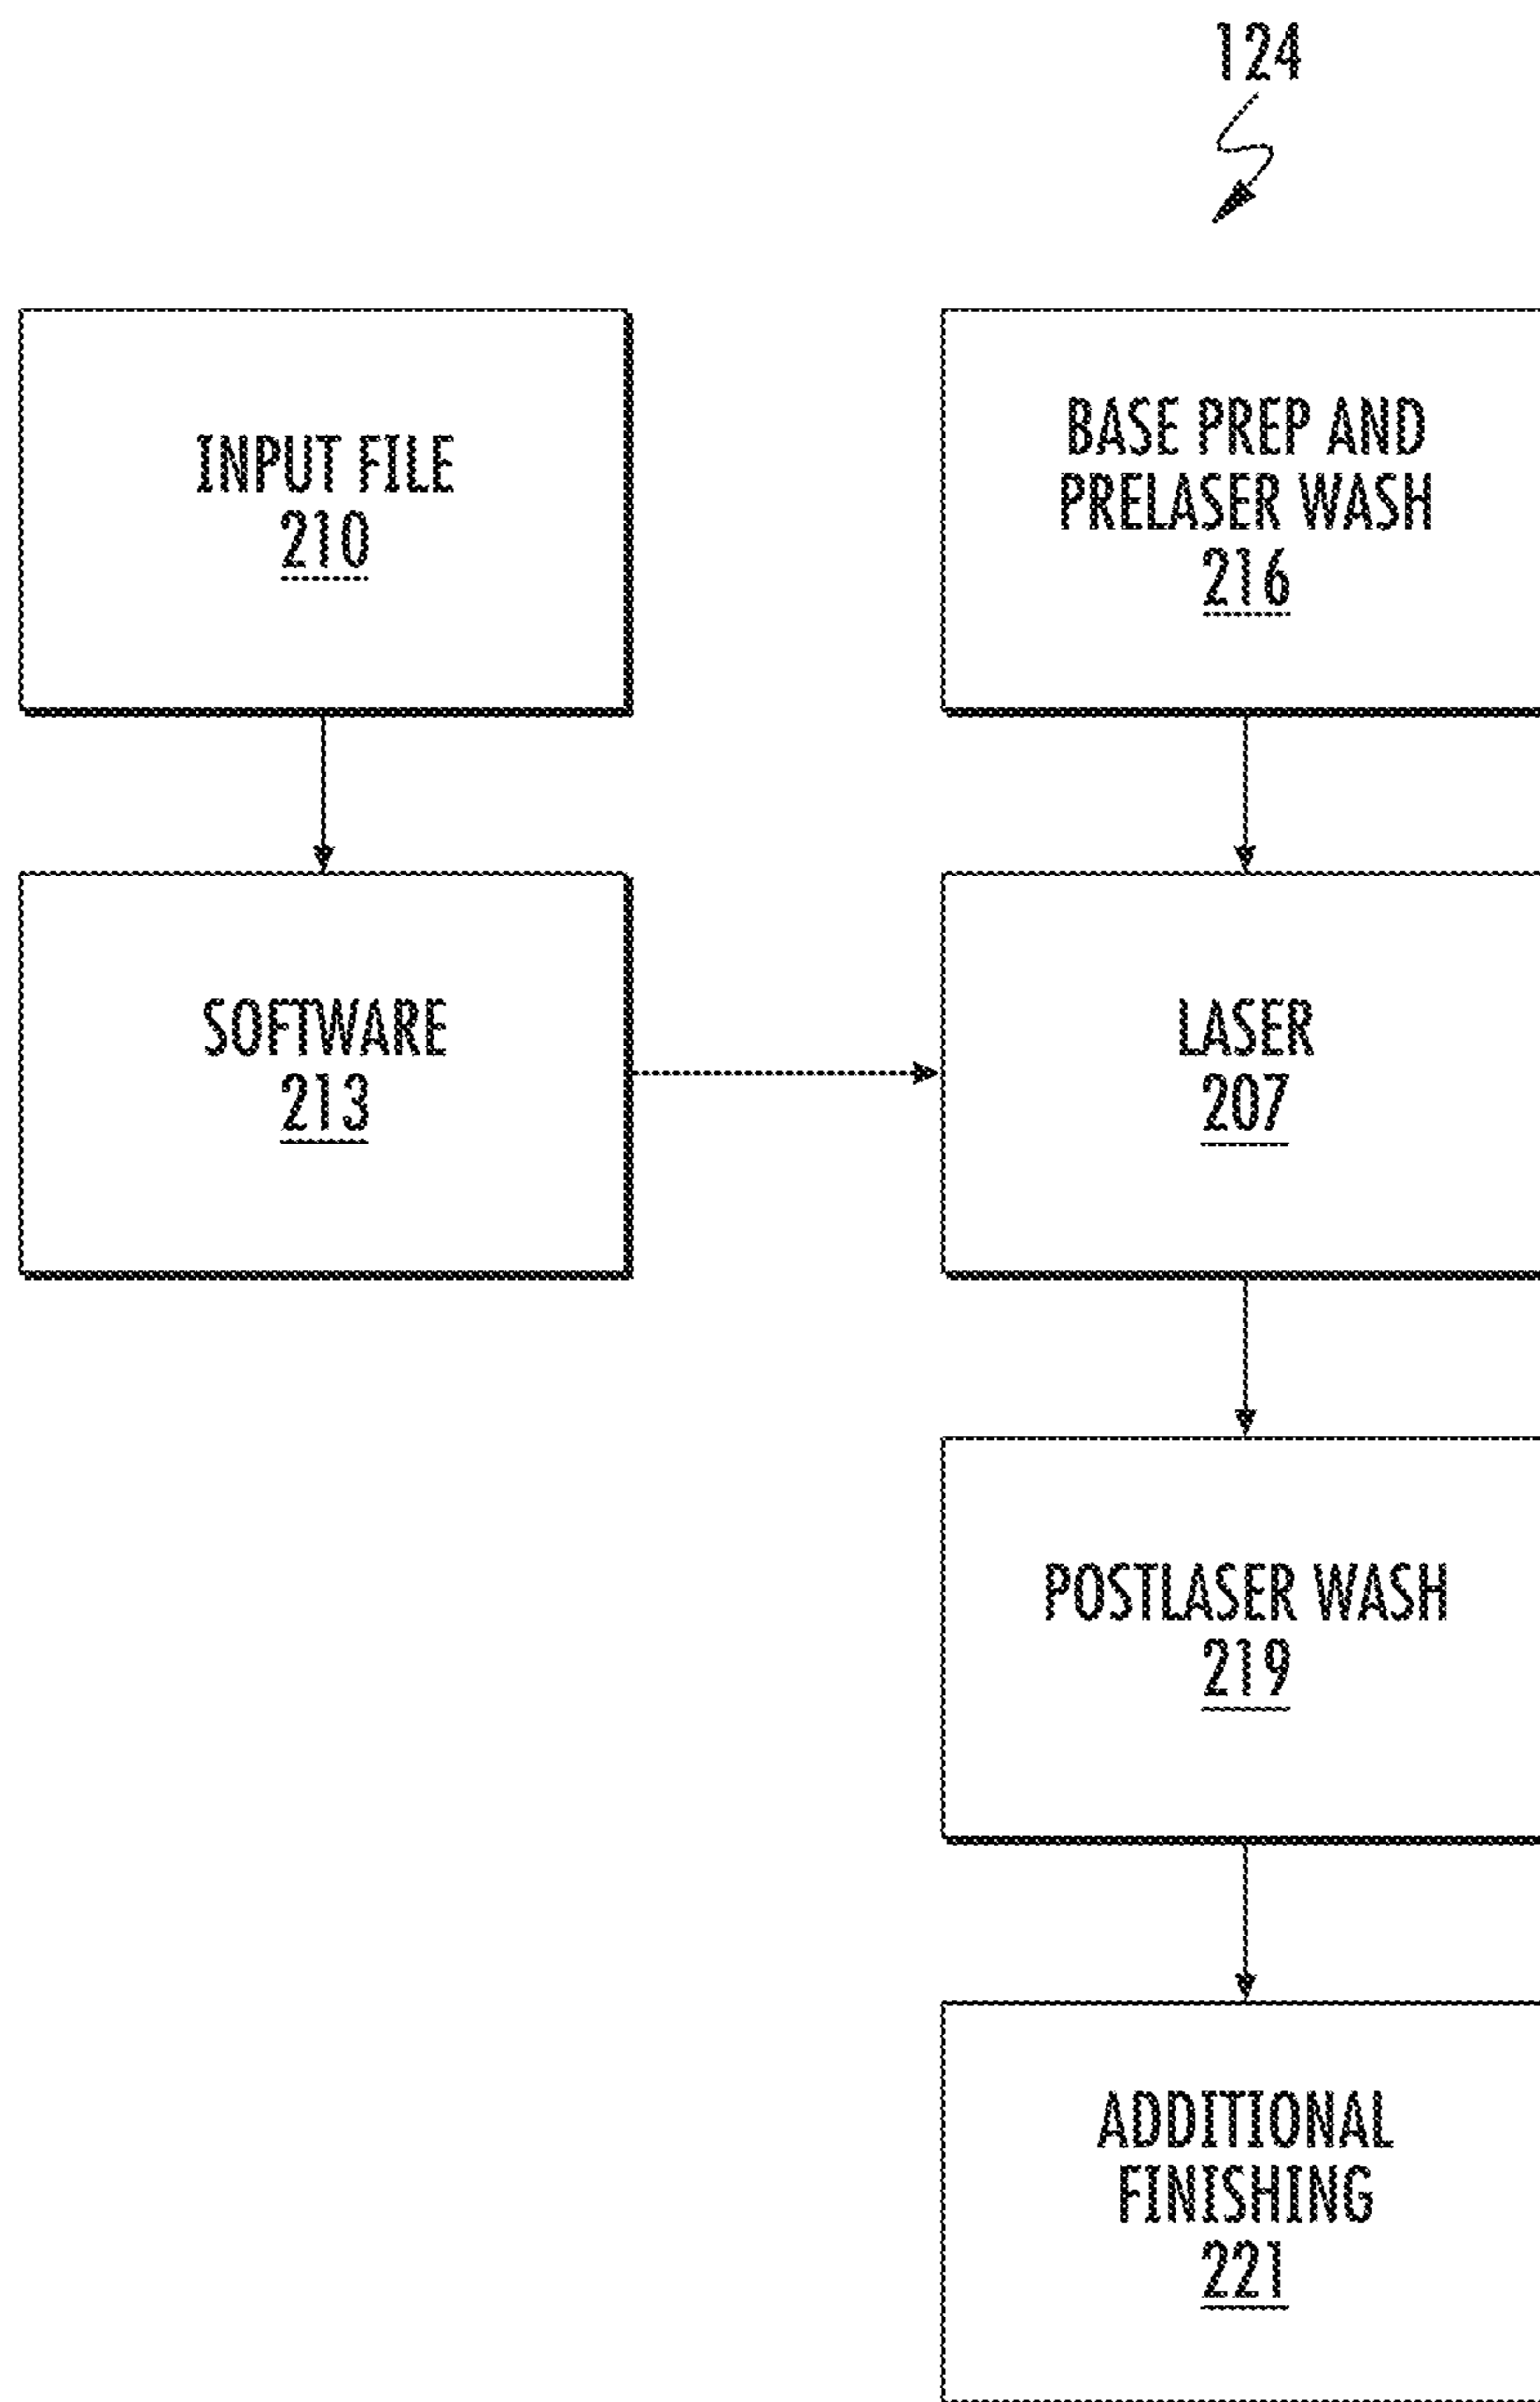 124
INPUT FILE
210
BASE PREP AND
PRELASER WASH
216
SOFTWARE
213
LASER
207
POSTLASER WASH
219
ADDITIONAL
FINISHING
221